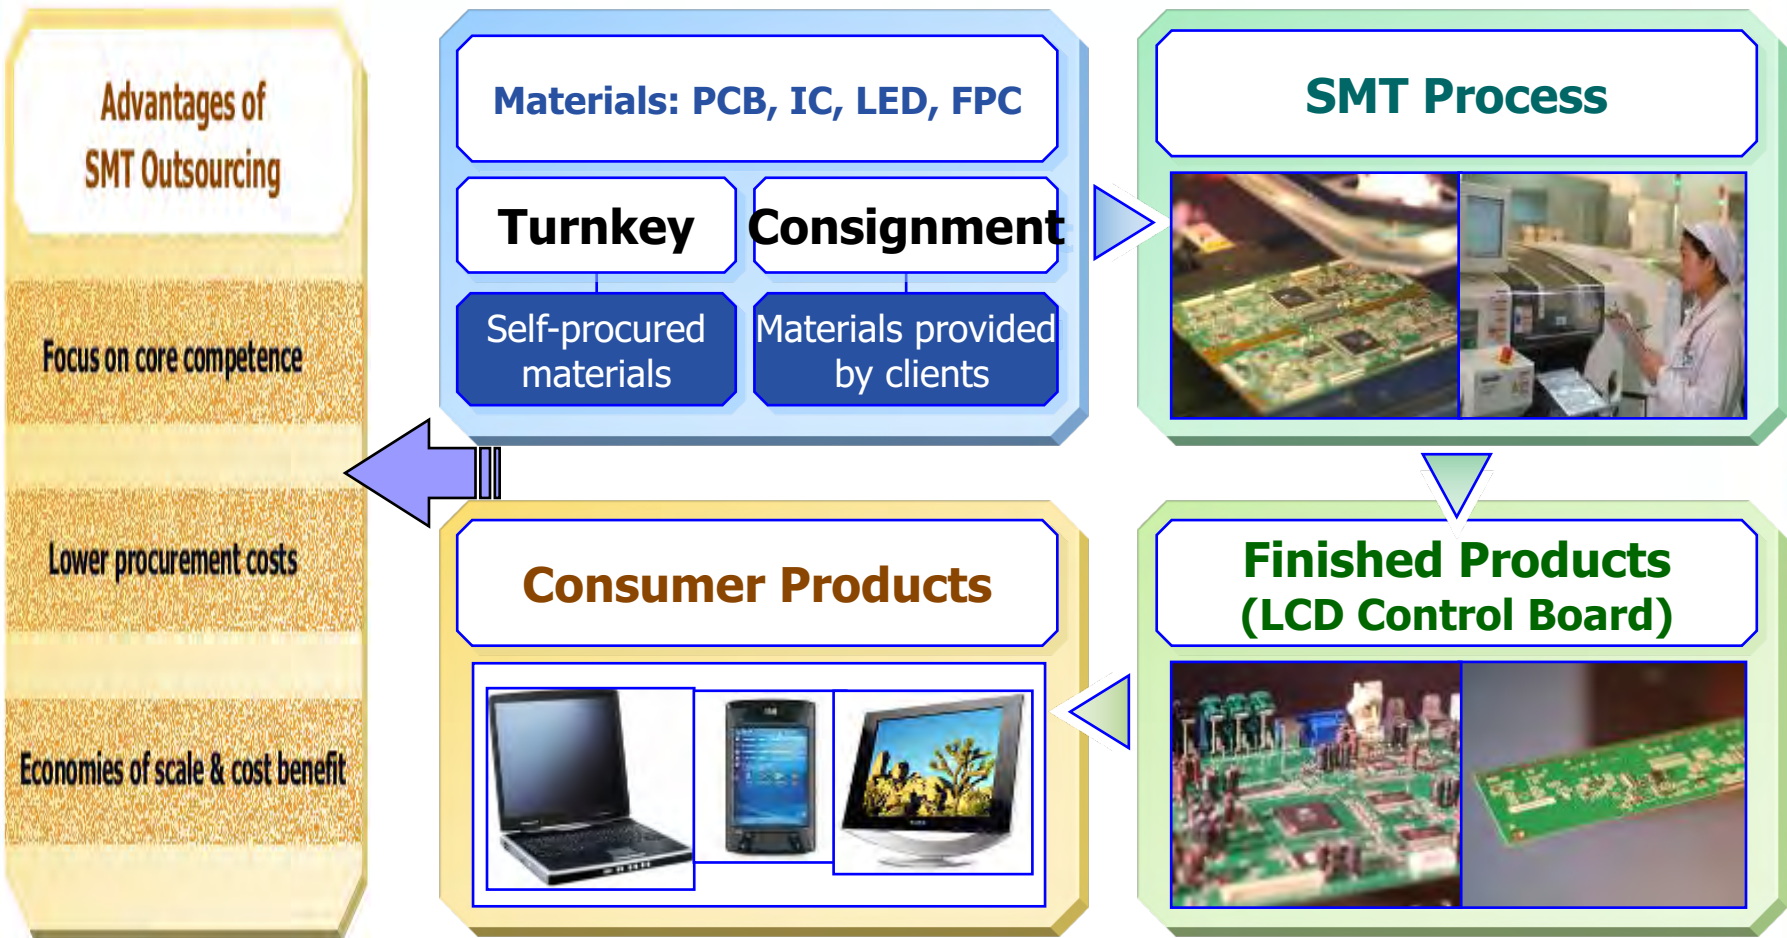 Advantages of
SMT Outsourcing
Focus on core competence
Lower procurement costs
Economies of scale & cost benefit
Materials: PCB, IC, LED, FPC
Turnkey
Consignment
Self-procured
materials
Materials provided
by clients
SMT Process
Finished Products
(LCD Control Board)
Consumer Products